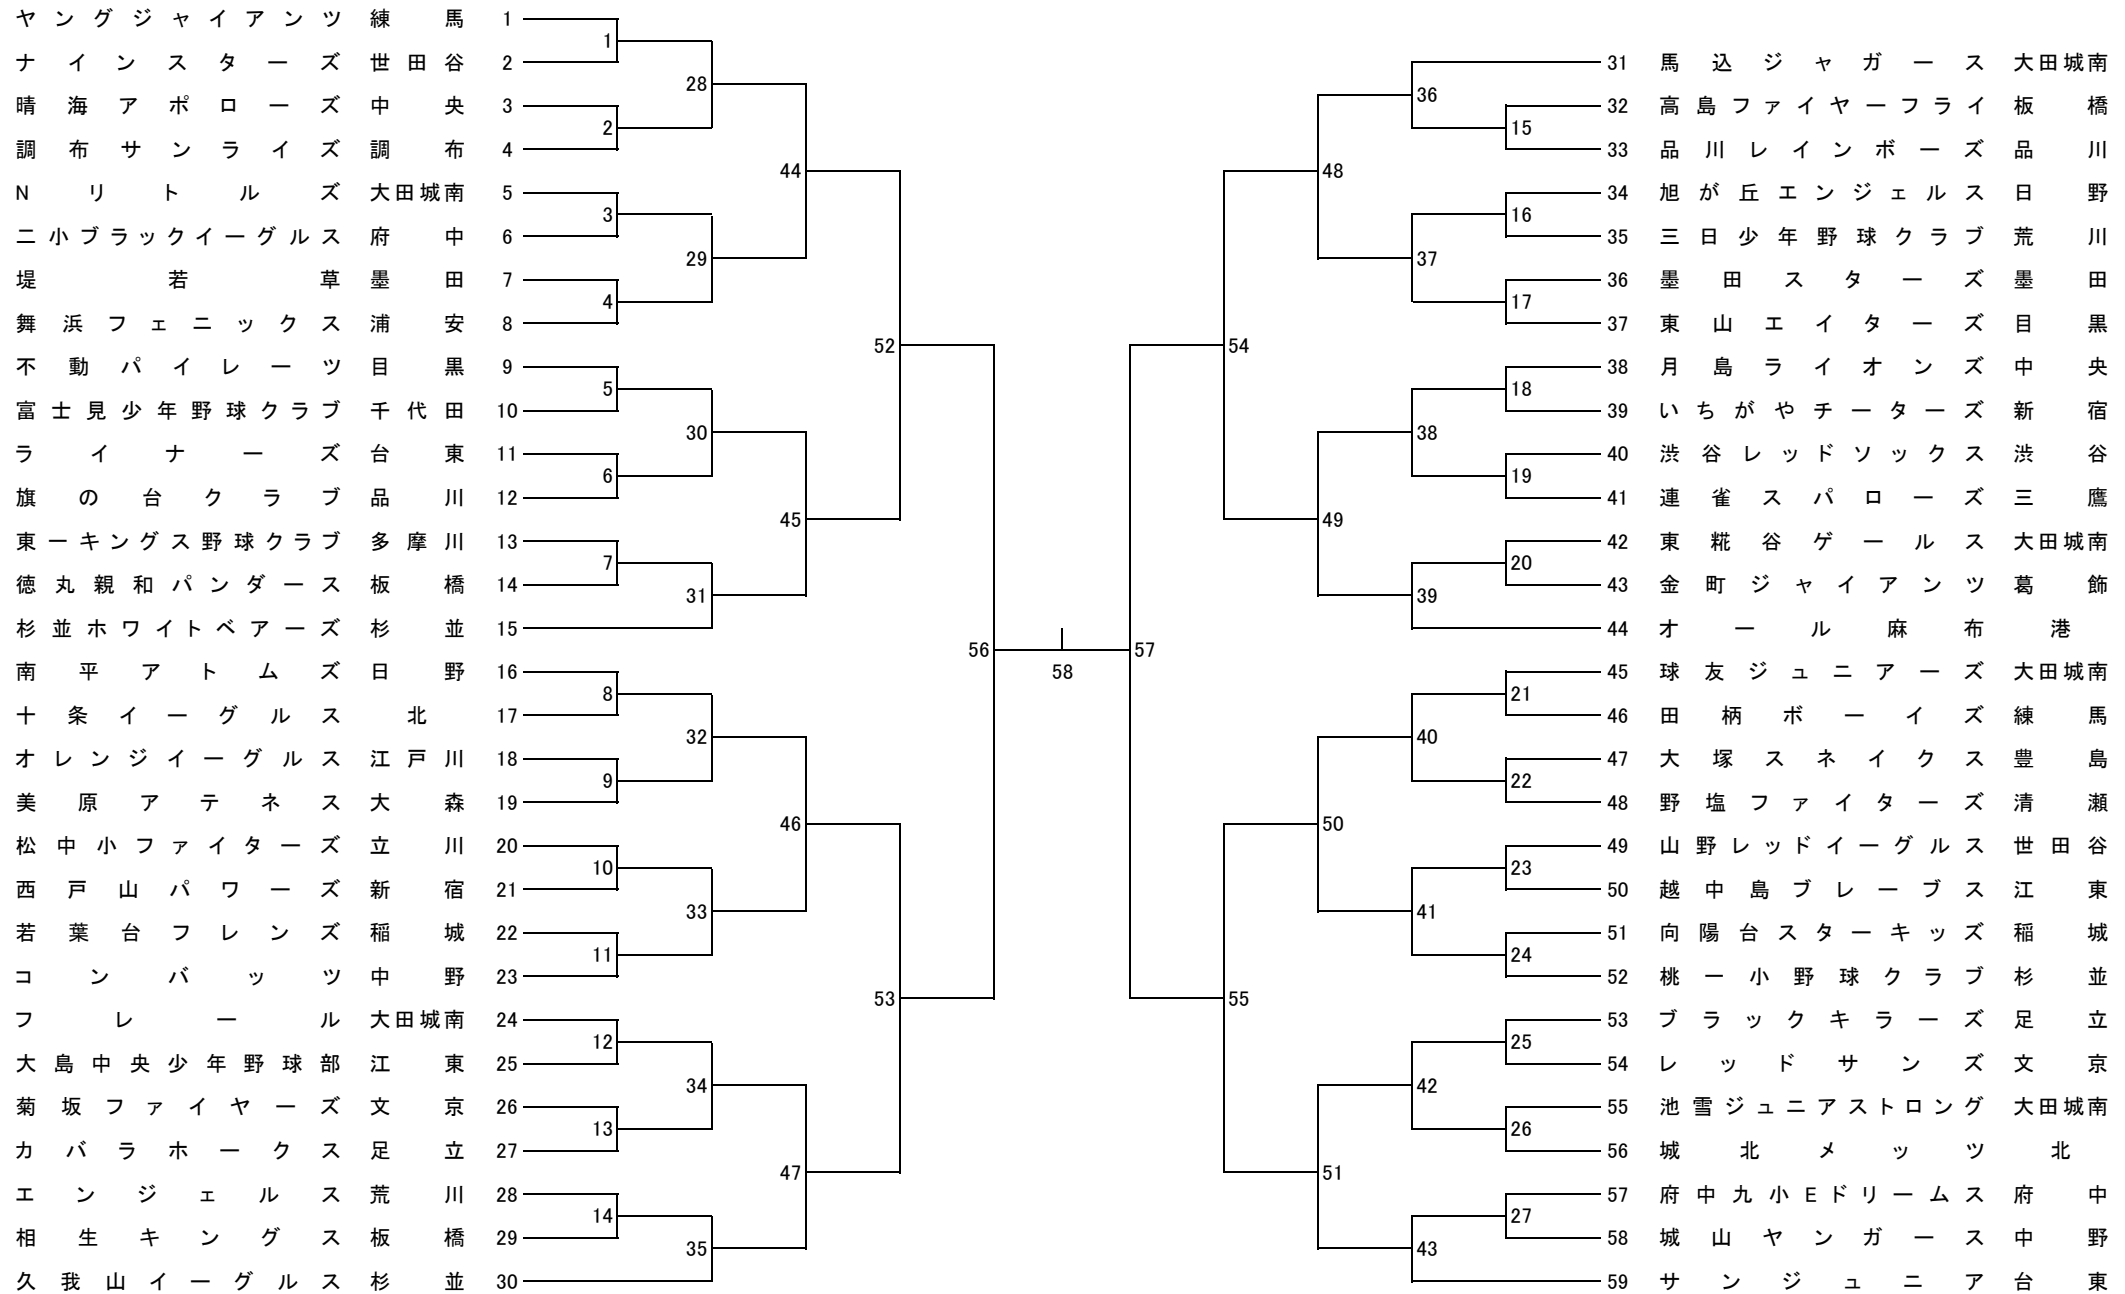 ヤングジャイアンツ 練馬 1
1
ナインスターズ 世田谷 2
28
晴海アポローズ 中央 3
2
調布サンライズ 調布 4
44
Nリトルズ 大田城南 5
3
二小ブラックイーグルス 府中 6
29
堤若草 墨田 7
4
舞浜フェニックス 浦安 8
52
不動パイレーツ 目黒 9
5
富士見少年野球クラブ 千代田 10
30
ライナーズ 台東 11
6
旗の台クラブ 品川 12
45
東一キングス野球クラブ 多摩川 13
7
徳丸親和パンダース 板橋 14
31
杉並ホワイトベアーズ 杉並 15
56
南平アトムズ 日野 16
8
十条イーグルス 北 17
32
オレンジイーグルス 江戸川 18
9
美原アテネス 大森 19
46
松中小ファイターズ 立川 20
10
西戸山パワーズ 新宿 21
33
若葉台フレンズ 稲城 22
11
コンバッツ 中野 23
53
フレール 大田城南 24
12
大島中央少年野球部 江東 25
34
菊坂ファイヤーズ 文京 26
13
カバラホークス 足立 27
47
エンジェルス 荒川 28
14
相生キングス 板橋 29
35
久我山イーグルス 杉並 30
58
31 馬込ジャガース 大田城南
36
32 高島ファイヤーフライ 板橋
15
33 品川レインボーズ 品川
48
34 旭が丘エンジェルス 日野
16
35 三日少年野球クラブ 荒川
37
36 墨田スターズ 墨田
17
37 東山エイターズ 目黒
54
38 月島ライオンズ 中央
18
39 いちがやチーターズ 新宿
38
40 渋谷レッドソックス 渋谷
19
41 連雀スパローズ 三鷹
49
42 東糀谷ゲールス 大田城南
20
43 金町ジャイアンツ 葛飾
39
44 オール麻布 港
57
45 球友ジュニアーズ 大田城南
21
46 田柄ボーイズ 練馬
40
47 大塚スネイクス 豊島
22
48 野塩ファイターズ 清瀬
50
49 山野レッドイーグルス 世田谷
23
50 越中島ブレーブス 江東
41
51 向陽台スターキッズ 稲城
24
52 桃一小野球クラブ 杉並
55
53 ブラックキラーズ 足立
25
54 レッドサンズ 文京
42
55 池雪ジュニアストロング 大田城南
26
56 城北メッツ 北
51
57 府中九小Eドリームス 府中
27
58 城山ヤンガース 中野
43
59 サンジュニア 台東